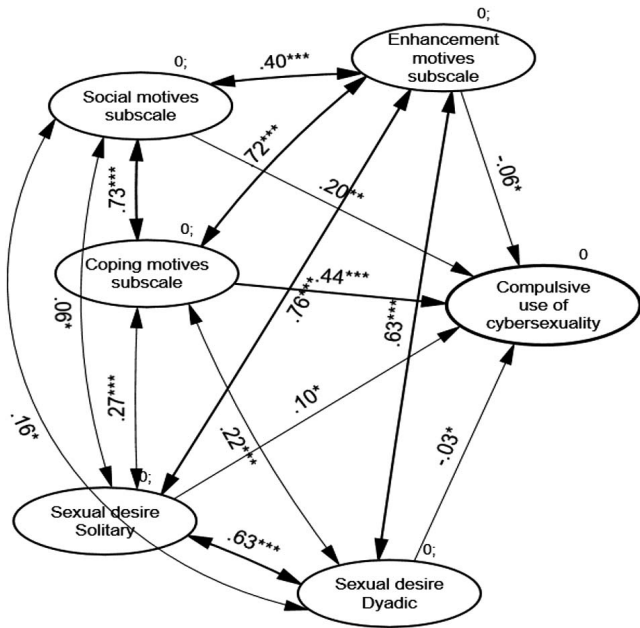 0;
Enhancement
motives
subscale
0;
.40***
Social motives
subscale
.72***
-.06*
.73***
.20**
0;
0
Coping motives
subscale
.44***
Compulsive
use of
cybersexuality
.06*
.76***
.63***
.27***
.10*
.16*
.22***
-.03*
0;
Sexual desire
Solitary
.63***
0;
Sexual desire
Dyadic